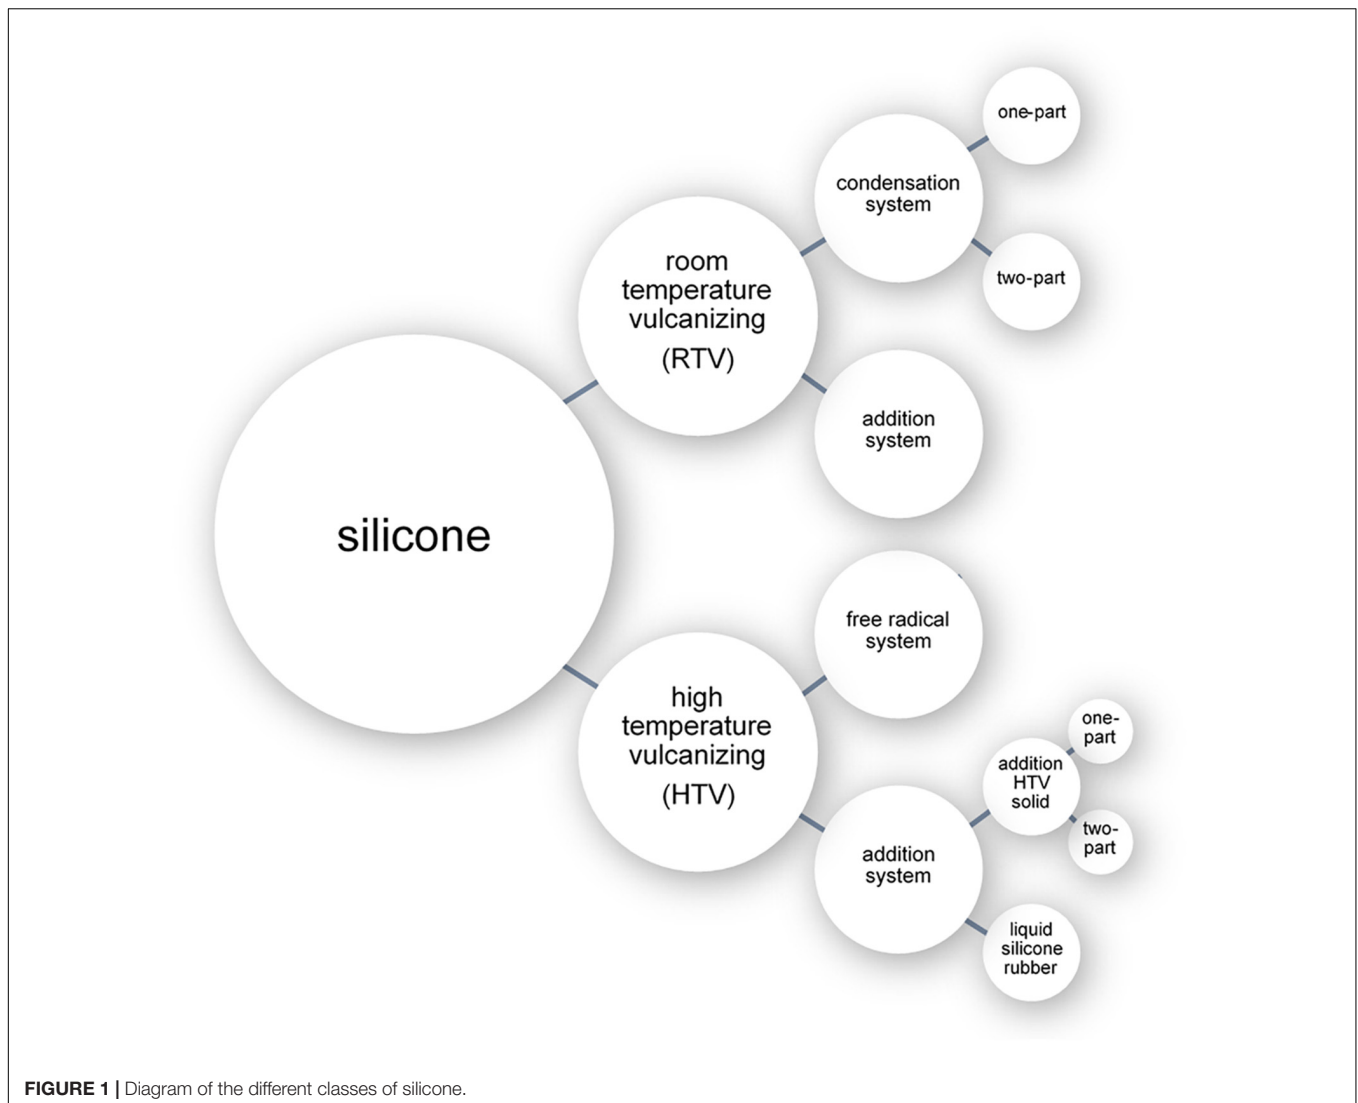 silicone
room
temperature
vulcanizing
(RTV)
condensation
system
one-part
two-part
addition
system
high
temperature
vulcanizing
(HTV)
free radical
system
addition
system
addition
HTV
solid
one-
part
two-
part
liquid
silicone
rubber
FIGURE 1 | Diagram of the different classes of silicone.